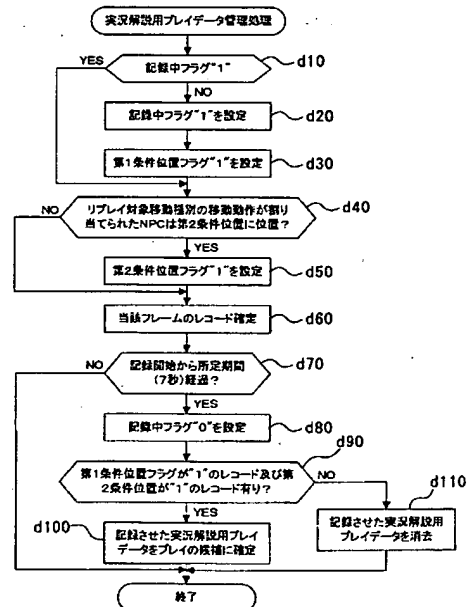 実況解説用プレイデータ管理処理
YES
記録中フラグ"1"
d10
NO
記録中フラグ"1"を設定
d20
第1条件位置フラグ"1"を設定
d30
d40
NO
リプレイ対象移動種別の移動動作が割り
当てられたNPCは第2条件位置に位置？
YES
第2条件位置フラグ"1"を設定
d50
当該フレームのレコード確定
d60
NO
記録開始から所定期間
(7秒)経過？
d70
YES
記録中フラグ"0"を設定
d80
d90
第1条件位置フラグが"1"のレコード及び第
2条件位置が"1"のレコード有り？
NO
YES
d110
d100
記録させた実況解説用プレイ
データをプレイの候補に確定
記録させた実況解説用
プレイデータを消去
終了